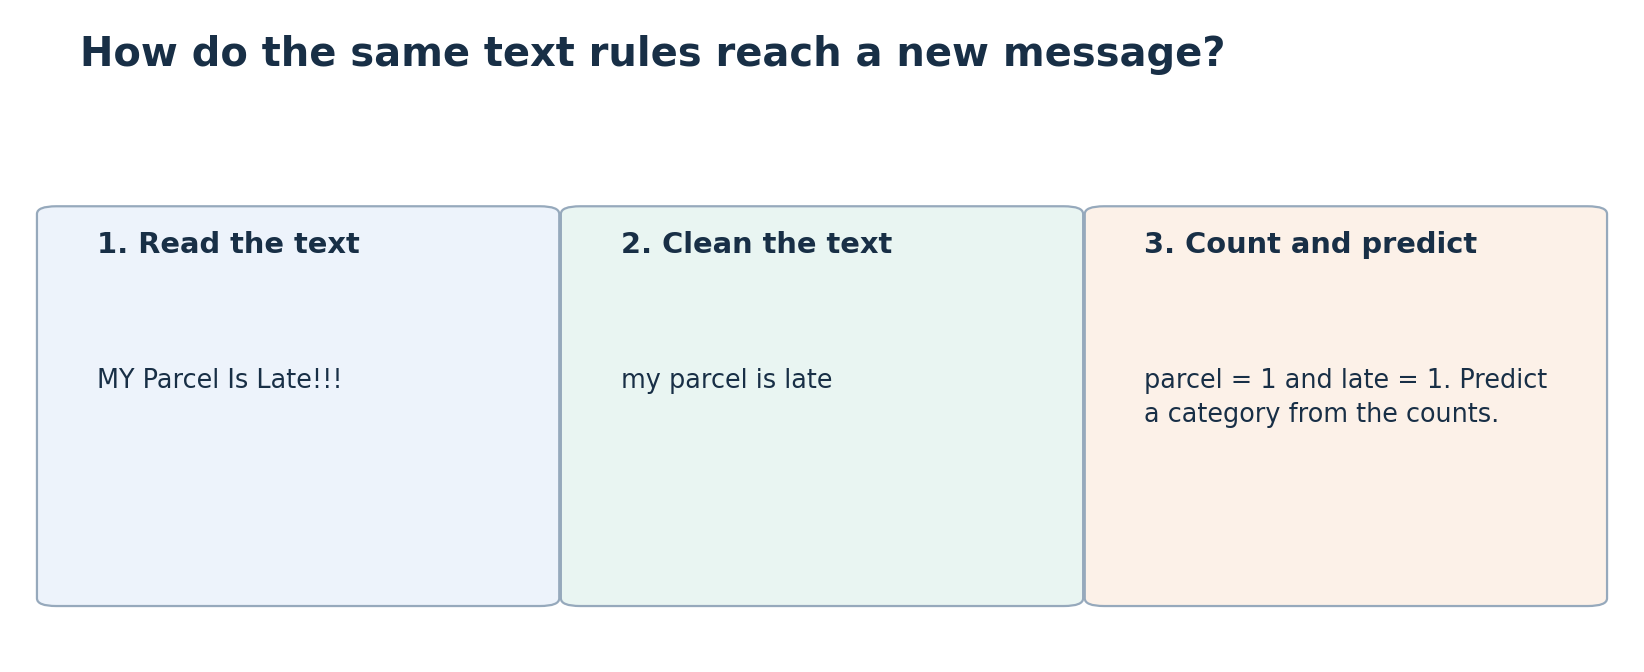 How do the same text rules reach a new message?
1. Read the text
MY Parcel Is Late!!!
2. Clean the text
my parcel is late
3. Count and predict
parcel = 1 and late = 1. Predict
a category from the counts.